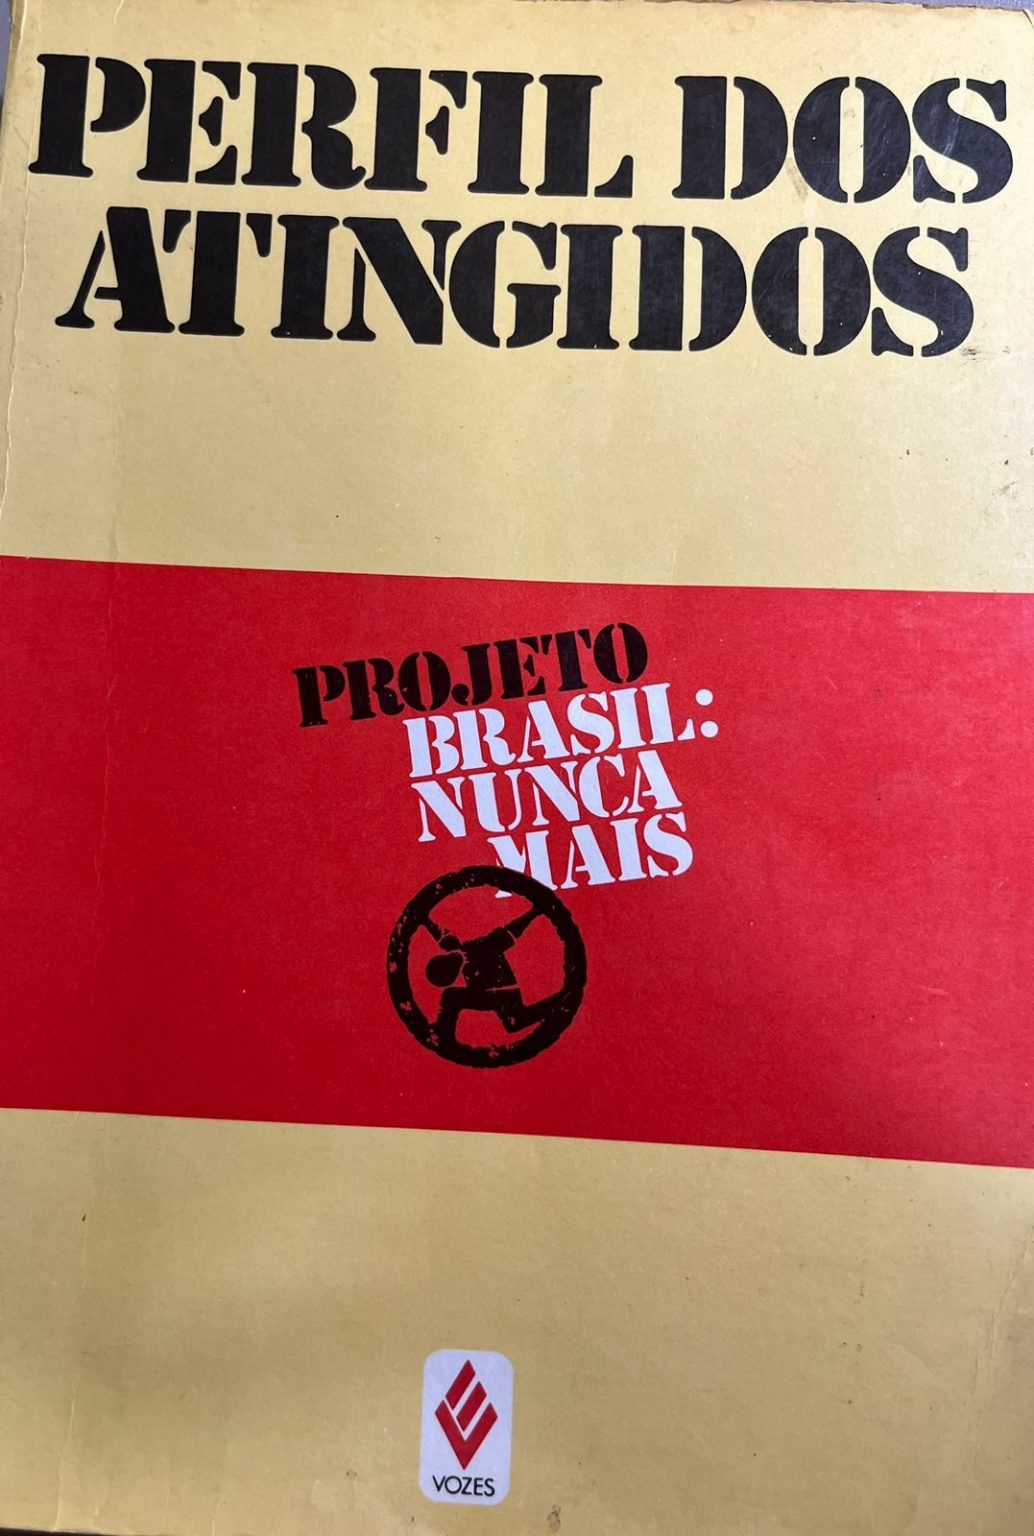 PERFIL DOS
ATINGIDOS
PROJETO
BRASIL:
NUNCA
MAIS
VOZES